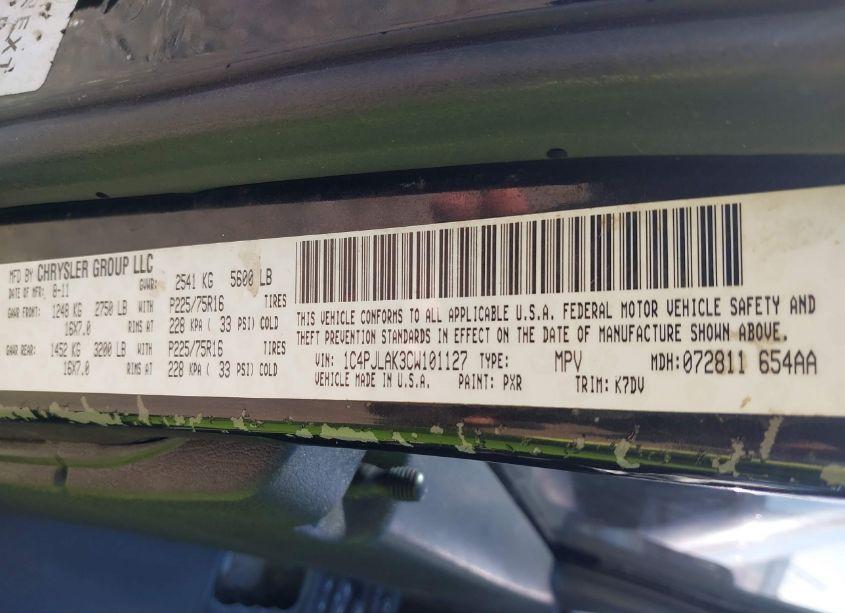 NEXT
MFD BY CHRYSLER GROUP LLC
DATE OF MFR: 8-11 GVWR: 2541 KG 5600 LB
GAWR FRONT: 1248 KG 2750 LB WITH P225/75R16 TIRES
16X7.0 RIMS AT 228 KPA ( 33 PSI) COLD
GAWR REAR: 1452 KG 3200 LB WITH P225/75R16 TIRES
16X7.0 RIMS AT 228 KPA ( 33 PSI) COLD
THIS VEHICLE CONFORMS TO ALL APPLICABLE U.S.A. FEDERAL MOTOR VEHICLE SAFETY AND
THEFT PREVENTION STANDARDS IN EFFECT ON THE DATE OF MANUFACTURE SHOWN ABOVE.
VIN: 1C4PJLAK3CW101127 TYPE: MPV MDH: 072811 654AA
VEHICLE MADE IN U.S.A. PAINT: PXR TRIM: K7DV